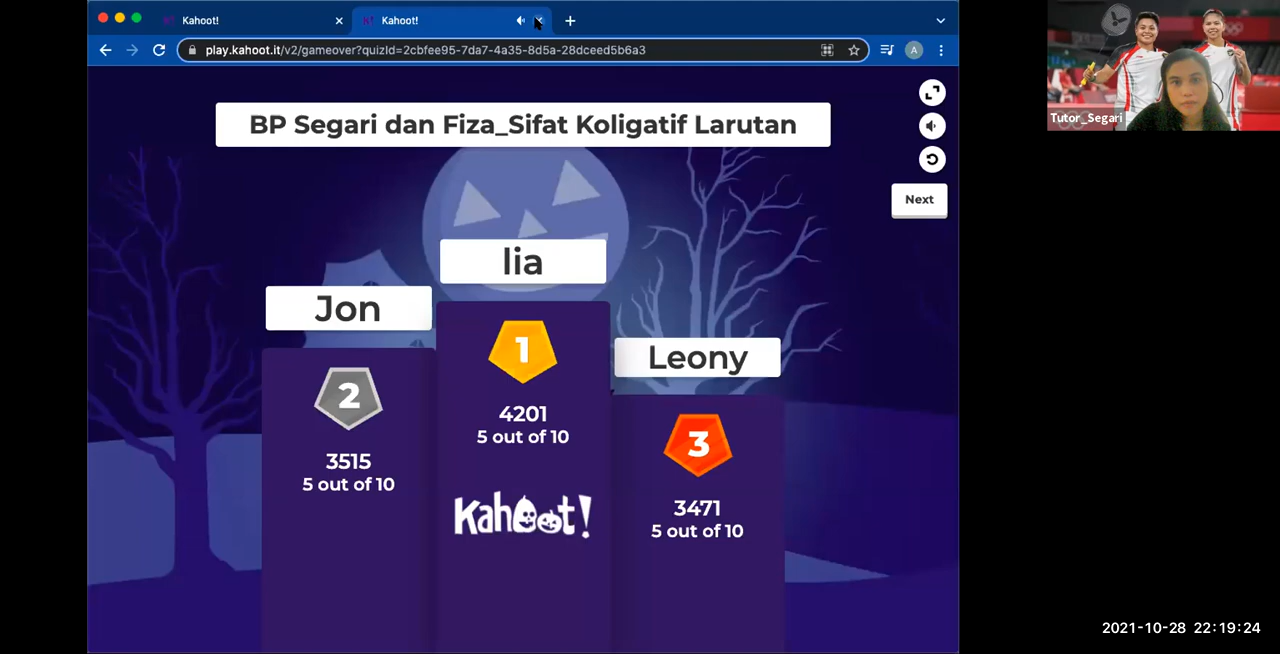 Kahoot!
Kahoot!
play.kahoot.it/v2/gameover?quizId=2cbfee95-7da7-4a35-8d5a-28dceed5b6a3
A
BP Segari dan Fiza_Sifat Koligatif Larutan
Next
lia
Jon
Leony
1
4201
5 out of 10
2
3515
5 out of 10
3
3471
5 out of 10
Kahoot!
Tutor_Segari
2021-10-28 22:19:24